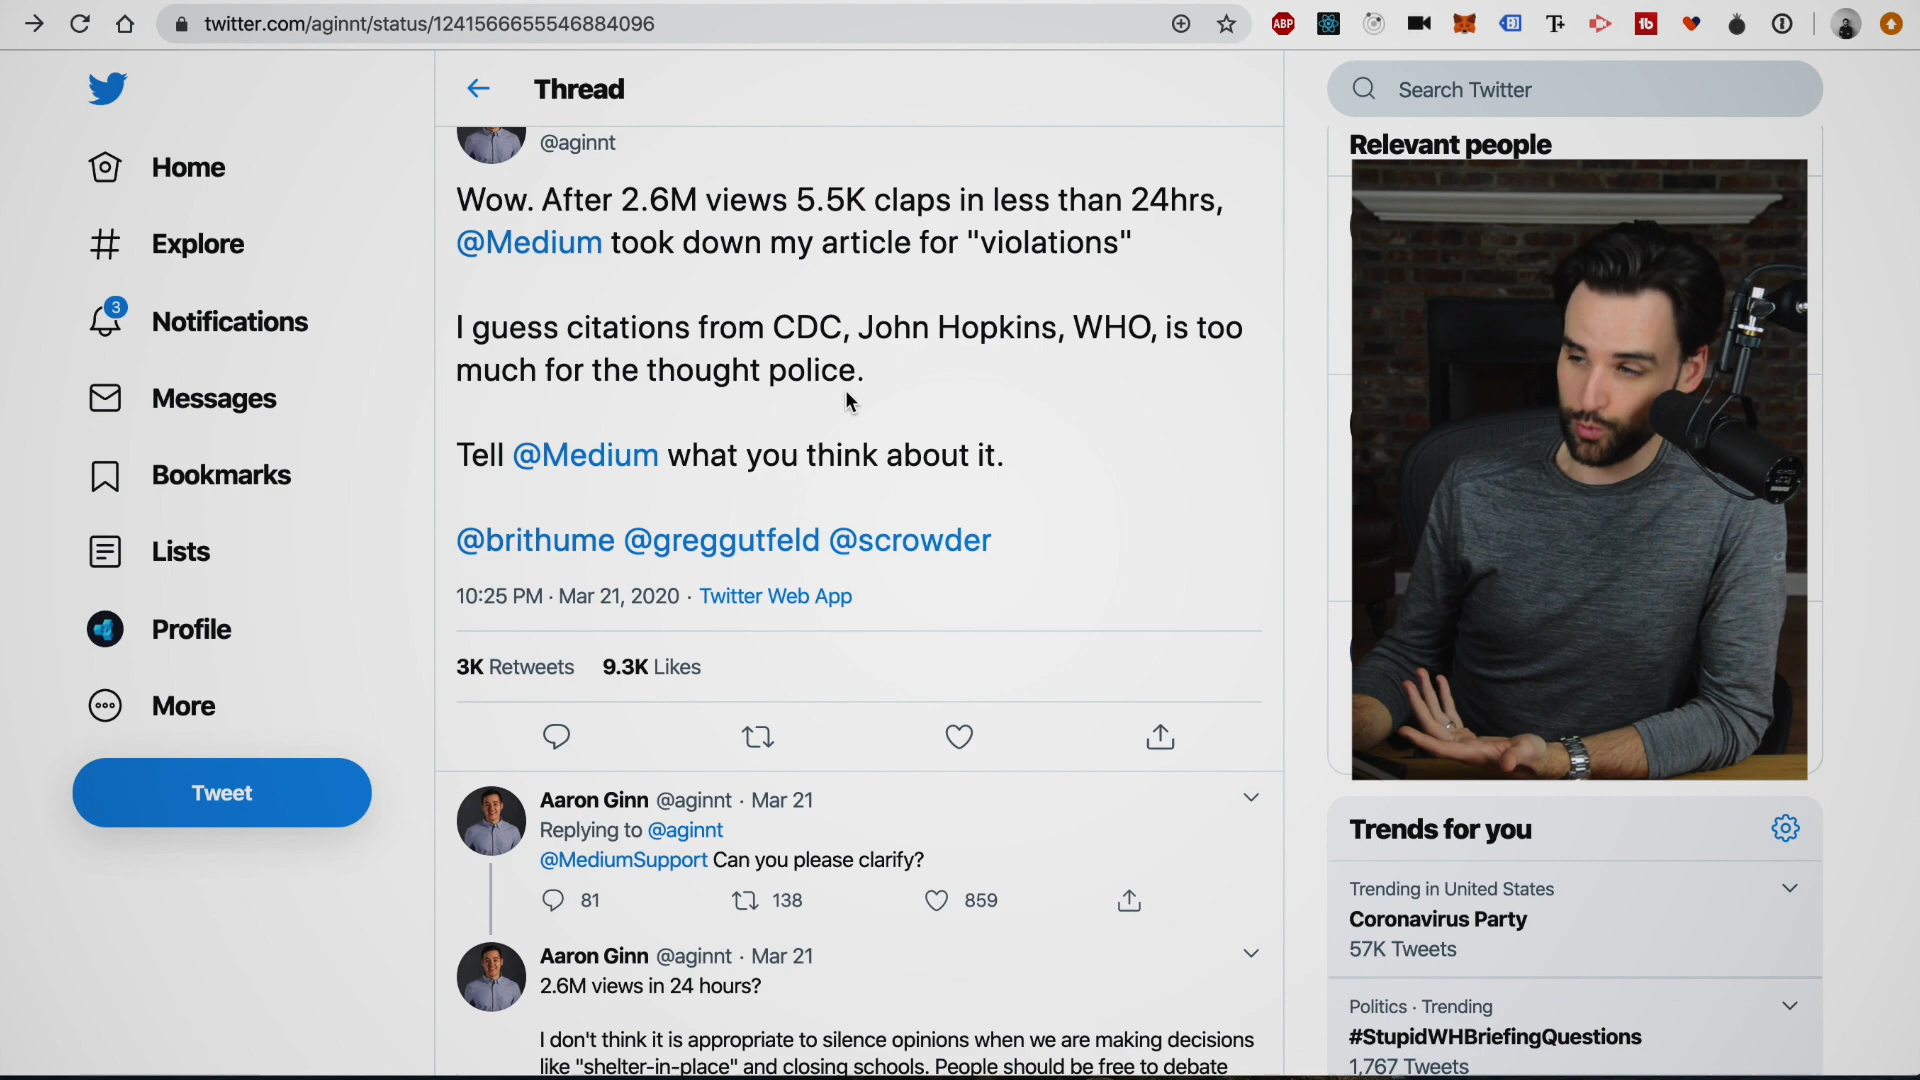 twitter.com/aginnt/status/1241566655546884096
ABP
T+
1b
Home
Explore
3
Notifications
Messages
Bookmarks
Lists
Profile
More
Tweet
Thread
@aginnt
Wow. After 2.6M views 5.5K claps in less than 24hrs,
@Medium took down my article for "violations"
I guess citations from CDC, John Hopkins, WHO, is too
much for the thought police.
Tell @Medium what you think about it.
@brithume @greggutfeld @scrowder
10:25 PM · Mar 21, 2020 · Twitter Web App
3K Retweets 9.3K Likes
Aaron Ginn @aginnt · Mar 21
Replying to @aginnt
@MediumSupport Can you please clarify?
81 138 859
Aaron Ginn @aginnt · Mar 21
2.6M views in 24 hours?
I don't think it is appropriate to silence opinions when we are making decisions
like "shelter-in-place" and closing schools. People should be free to debate
Search Twitter
Relevant people
Trends for you
Trending in United States
Coronavirus Party
57K Tweets
Politics · Trending
#StupidWHBriefingQuestions
1,767 Tweets